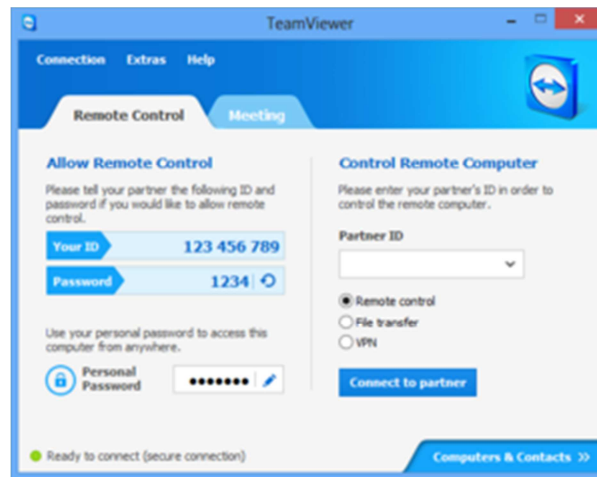 TeamViewer
Connection Extras Help
Remote Control Meeting
Allow Remote Control
Please tell your partner the following ID and
password if you would like to allow remote
control.
Your ID 123 456 789
Password 1234
Use your personal password to access this
computer from anywhere.
Personal
Password
Control Remote Computer
Please enter your partner's ID in order to
control the remote computer.
Partner ID
Remote control
File transfer
VPN
Connect to partner
Ready to connect (secure connection)
Computers & Contacts >>